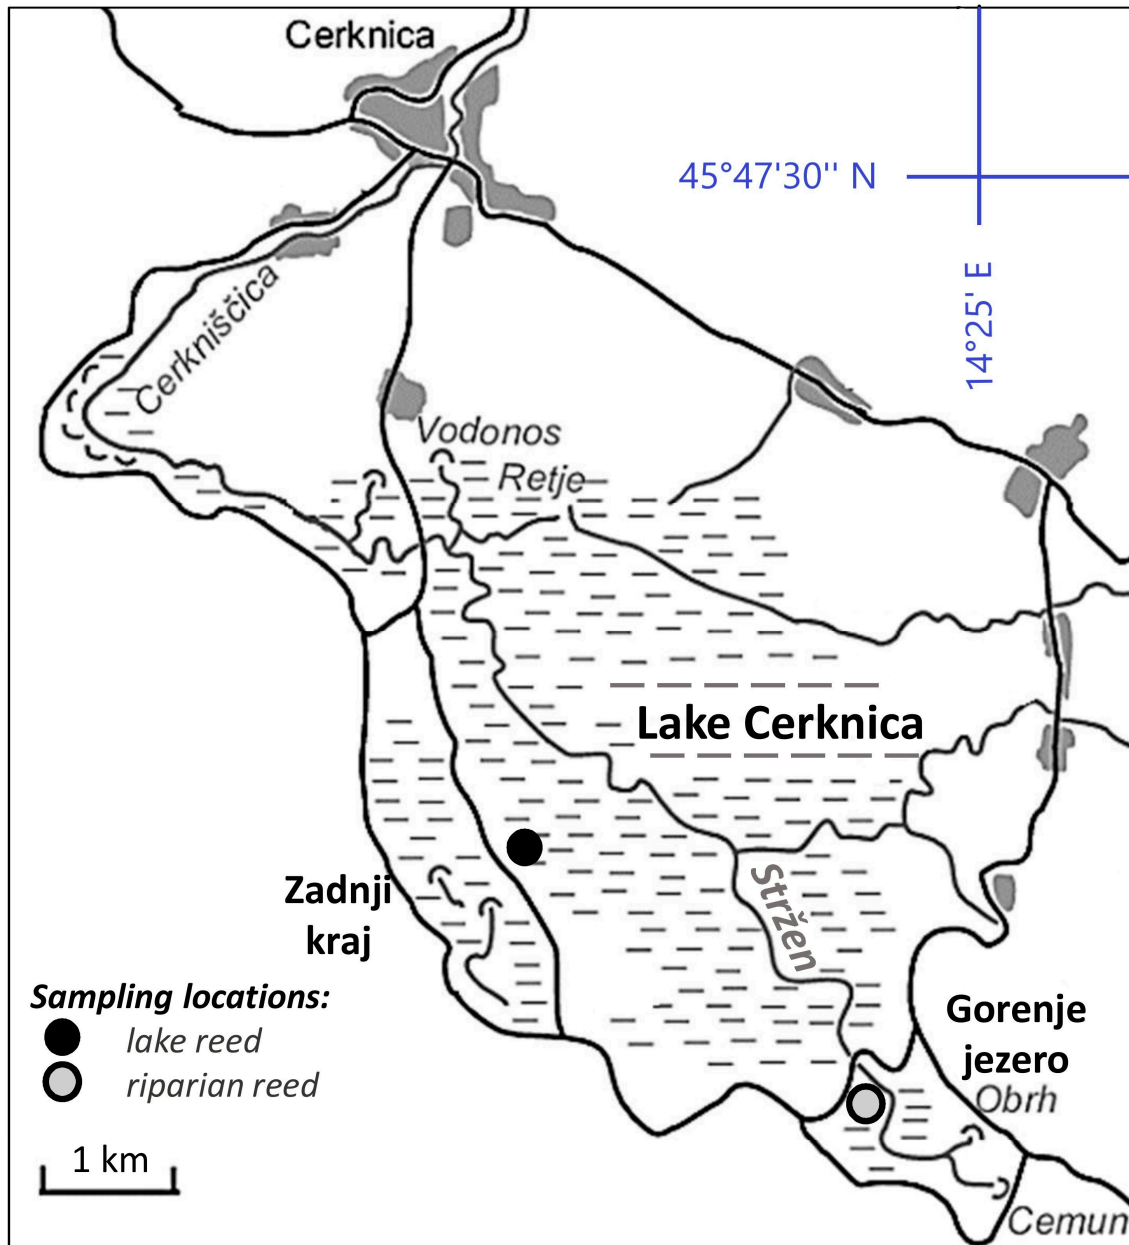 Cerknica
45°47'30'' N
14°25' E
Cerkniščica
Vodonos
Retje
Lake Cerknica
Stržen
Zadnji
kraj
Sampling locations:
lake reed
riparian reed
Gorenje
jezero
Obrh
1 km
Cemun